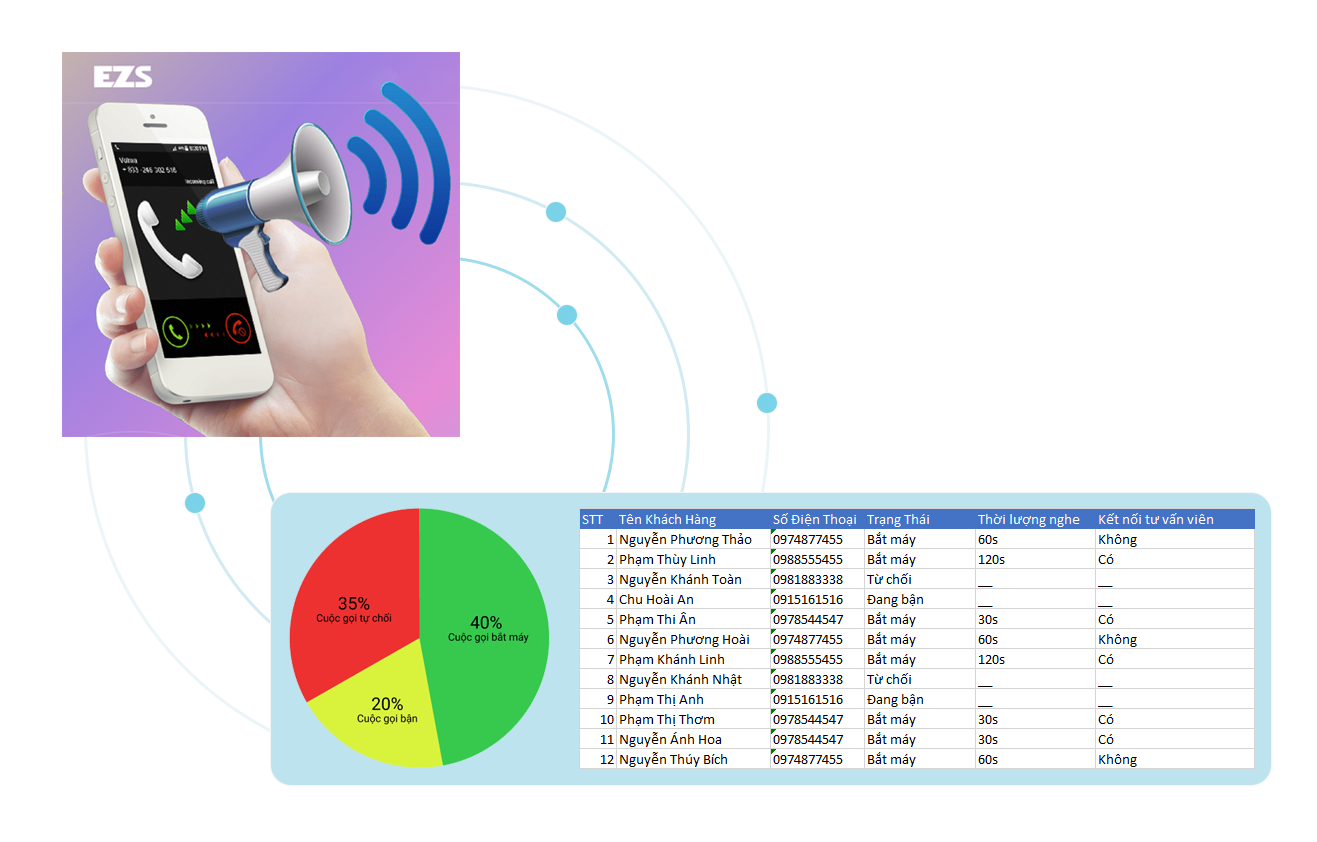 EZS
8:20 PM
Incoming call
35%
Cuộc gọi tự chối
40%
Cuộc gọi bắt máy
20%
Cuộc gọi bận
STT Tên Khách Hàng Số Điện Thoại Trạng Thái Thời lượng nghe Kết nối tư vấn viên
1 Nguyễn Phương Thảo 0974877455 Bắt máy 60s Không
2 Phạm Thùy Linh 0988555455 Bắt máy 120s Có
3 Nguyễn Khánh Toàn 0981883338 Từ chối __ __
4 Chu Hoài An 0915161516 Đang bận __ __
5 Phạm Thi Ân 0978544547 Bắt máy 30s Có
6 Nguyễn Phương Hoài 0974877455 Bắt máy 60s Không
7 Phạm Khánh Linh 0988555455 Bắt máy 120s Có
8 Nguyễn Khánh Nhật 0981883338 Từ chối __ __
9 Phạm Thị Anh 0915161516 Đang bận __ __
10 Phạm Thị Thơm 0978544547 Bắt máy 30s Có
11 Nguyễn Ánh Hoa 0978544547 Bắt máy 30s Có
12 Nguyễn Thúy Bích 0974877455 Bắt máy 60s Không